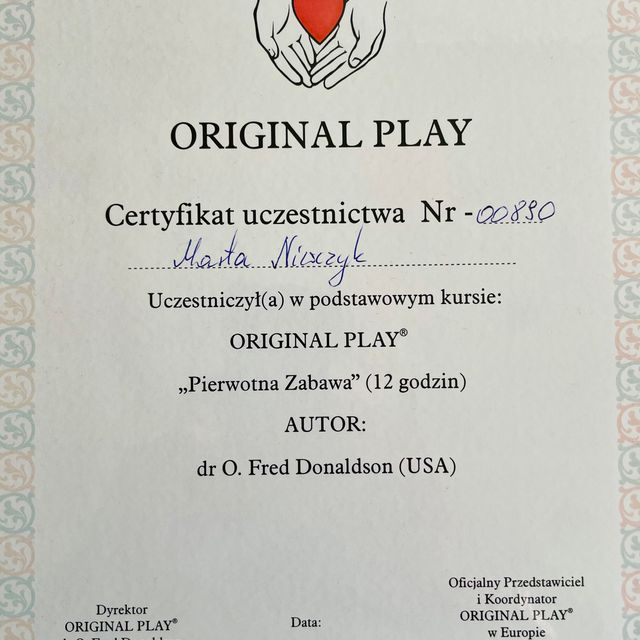 ORIGINAL PLAY
Certyfikat uczestnictwa Nr - 00890
Marta
Uczestniczył(a) w podstawowym kursie:
ORIGINAL PLAY®
„Pierwotna Zabawa” (12 godzin)
AUTOR:
dr O. Fred Donaldson (USA)
Oficjalny Przedstawiciel
i Koordynator
Dyrektor
ORIGINAL PLAY®
ORIGINAL PLAY®
Data:
w Europie